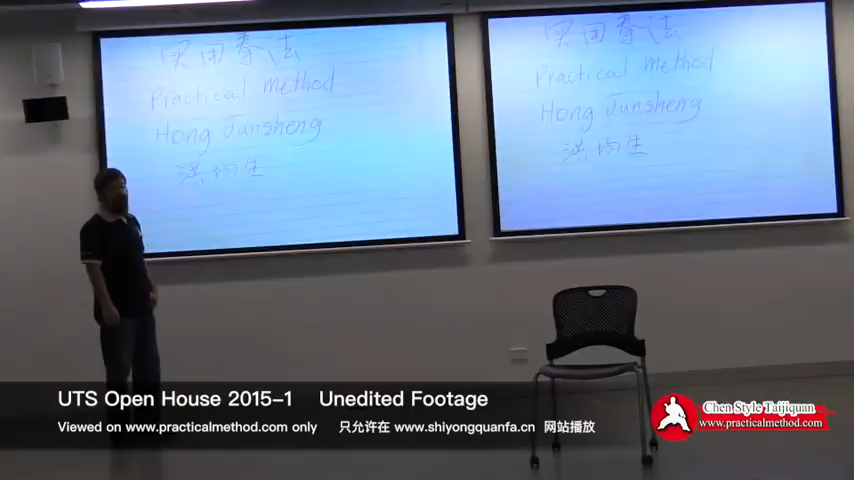 实用拳法
Practical Method
Hong Junsheng
洪均生
实用拳法
Practical Method
Hong Junsheng
洪均生
UTS Open House 2015-1 Unedited Footage
Viewed on www.practicalmethod.com only 只允许在 www.shiyongquanfa.cn 网站播放
Chen Style Taijiquan
www.practicalmethod.com